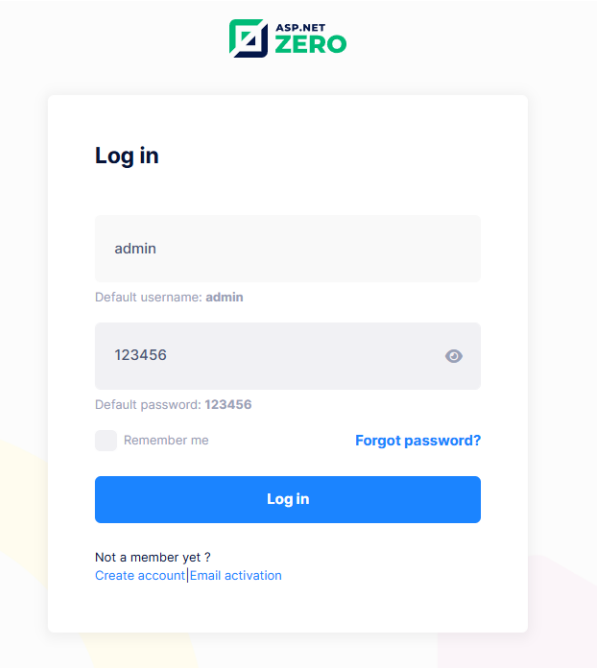 ASP.NET
ZERO
Log in
admin
Default username: admin
123456
Default password: 123456
Remember me
Forgot password?
Log in
Not a member yet ?
Create account|Email activation